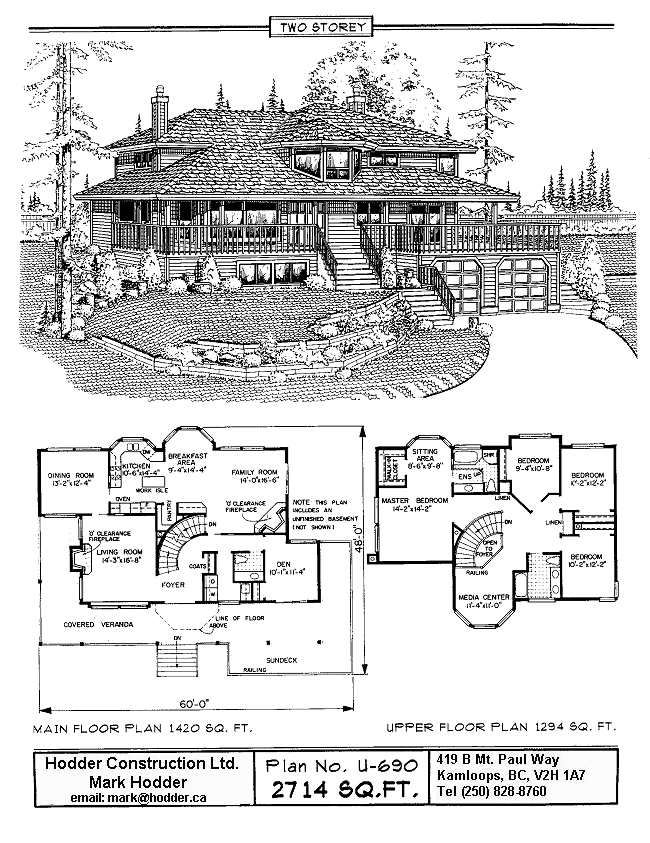 TWO STOREY
DINING ROOM
13'-2"x12'-4"
KITCHEN
10'-6"x14'-4"
DW
BREAKFAST
AREA
9'-4"x14'-4"
FAMILY ROOM
14'-0"x16'-6"
WORK ISLE
OVEN
PANTRY
'0' CLEARANCE
FIREPLACE
NOTE THIS PLAN
INCLUDES AN
UNFINISHED BASEMENT
(NOT SHOWN)
'0' CLEARANCE
FIREPLACE
LIVING ROOM
14'-3"x16'-8"
DN
COATS
FOYER
D
W
DEN
10'-1"x11'-4"
COVERED VERANDA
LINE OF FLOOR
ABOVE
DN
SUNDECK
RAILING
48'-0"
60'-0"
MAIN FLOOR PLAN 1420 SQ. FT.
WALK-IN
CLOSET
SITTING
AREA
8'-6"x9'-8"
SHR
ENS
UP
LINEN
BEDROOM
9'-4"x10'-8"
BEDROOM
MASTER BEDROOM
14'-2"x14'-2"
DN
LINEN
OPEN
TO
FOYER
RAILING
BEDROOM
10'-2"x12'-2"
MEDIA CENTER
11'-4"x11'-0"
UPPER FLOOR PLAN 1294 SQ. FT.
Hodder Construction Ltd.
Mark Hodder
email: mark@hodder.ca
Plan No. U-690
2714 SQ.FT.
419 B Mt. Paul Way
Kamloops, BC, V2H 1A7
Tel (250) 828-8760